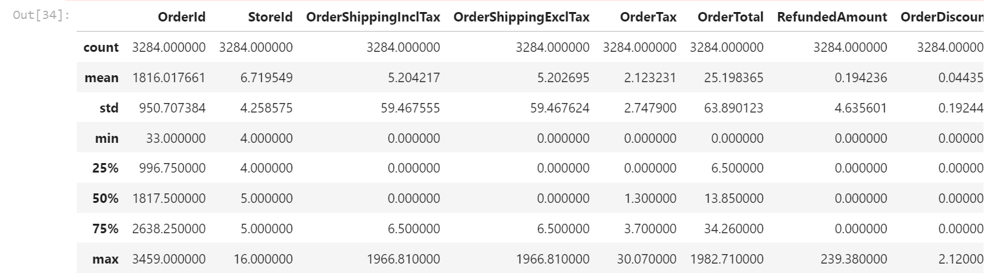 Out[34]:
OrderId StoreId OrderShippingInclTax OrderShippingExclTax OrderTax OrderTotal RefundedAmount OrderDiscoun
count 3284.000000 3284.000000 3284.000000 3284.000000 3284.000000 3284.000000 3284.000000 3284.00000
mean 1816.017661 6.719549 5.204217 5.202695 2.123231 25.198365 0.194236 0.04435
std 950.707384 4.258575 59.467555 59.467624 2.747900 63.890123 4.635601 0.19244
min 33.000000 4.000000 0.000000 0.000000 0.000000 0.000000 0.000000 0.00000
25% 996.750000 4.000000 0.000000 0.000000 0.000000 6.500000 0.000000 0.00000
50% 1817.500000 5.000000 0.000000 0.000000 1.300000 13.850000 0.000000 0.00000
75% 2638.250000 5.000000 6.500000 6.500000 3.700000 34.260000 0.000000 0.00000
max 3459.000000 16.000000 1966.810000 1966.810000 30.070000 1982.710000 239.380000 2.12000